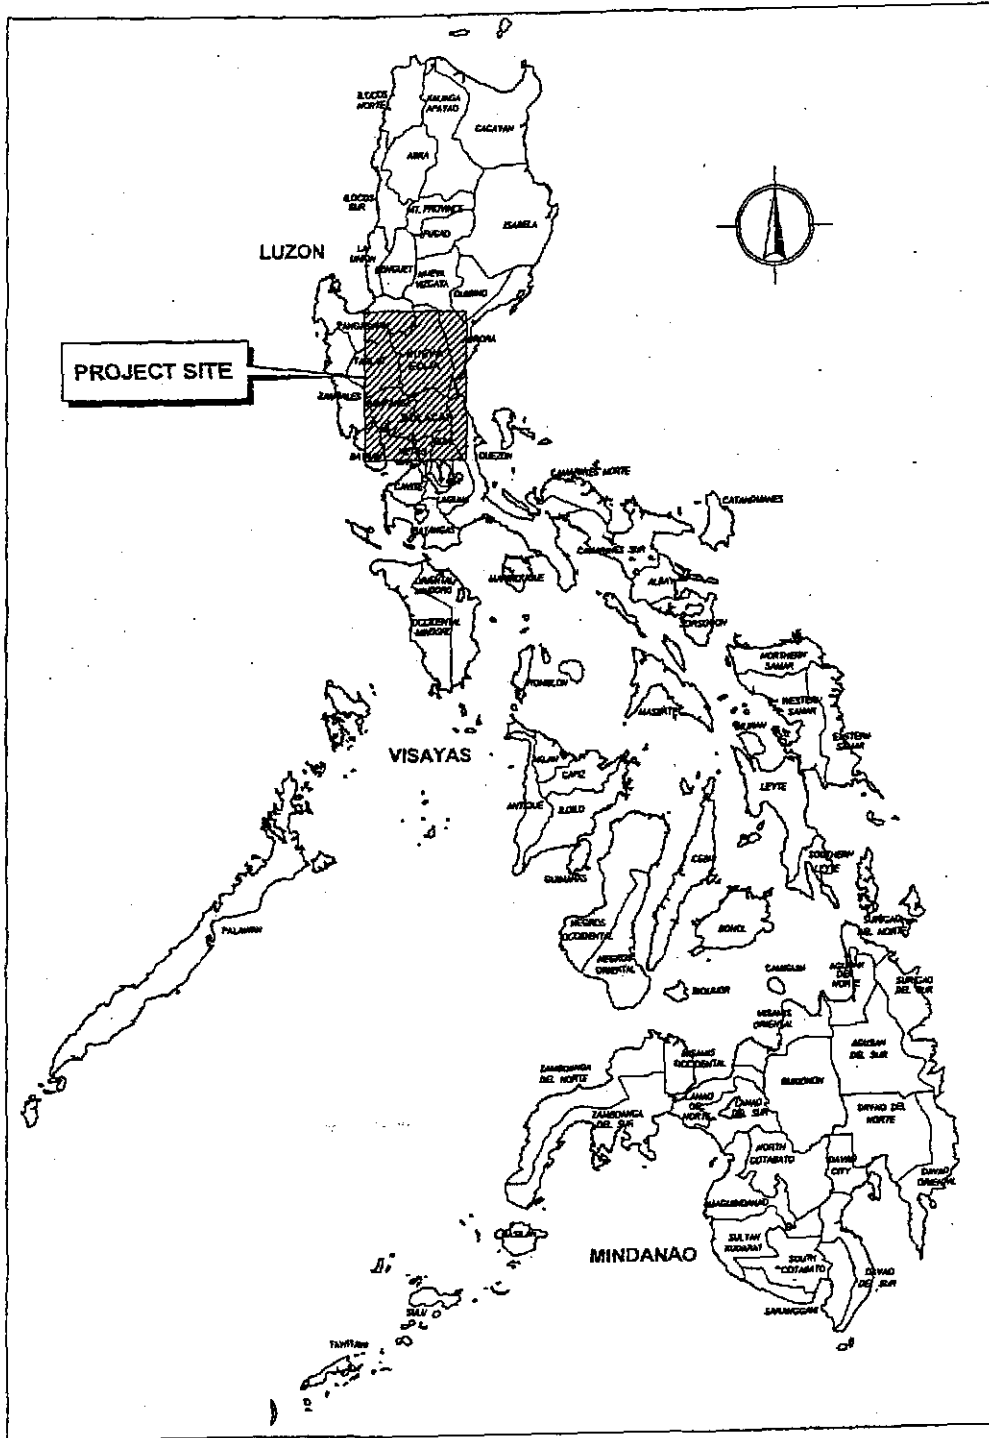 ILOCOS
NORTE
KALINGA
APAYAO
CAGAYAN
ABRA
ILOCOS
SUR
MT. PROVINCE
IFUGAO
ISABELA
LUZON
LA
UNION
BENGUET
NUEVA
VIZCAYA
QUIRINO
PANGASINAN
AURORA
NUEVA
ECIJA
TARLAC
PROJECT SITE
ZAMBALES
PAMPANGA
BULACAN
BATAAN
QUEZON
CAVITE
LAGUNA
BATANGAS
CAMARINES NORTE
CATANDUANES
CAMARINES SUR
ALBAY
SORSOGON
MARINDUQUE
ORIENTAL
MINDORO
OCCIDENTAL
MINDORO
ROMBLON
MASBATE
NORTHERN
SAMAR
WESTERN
SAMAR
EASTERN
SAMAR
BILIRAN
LEYTE
VISAYAS
AKLAN
CAPIZ
ANTIQUE
ILOILO
GUIMARAS
CEBU
SOUTHERN
LEYTE
NEGROS
OCCIDENTAL
NEGROS
ORIENTAL
BOHOL
SURIGAO
DEL NORTE
PALAWAN
SIQUIJOR
CAMIGUIN
AGUSAN
DEL
NORTE
SURIGAO
DEL SUR
MISAMIS
ORIENTAL
AGUSAN
DEL SUR
MISAMIS
OCCIDENTAL
BUKIDNON
ZAMBOANGA
DEL NORTE
ZAMBOANGA
DEL SUR
LANAO
DEL
NORTE
LANAO
DEL SUR
DAVAO DEL
NORTE
NORTH
COTABATO
DAVAO
CITY
DAVAO
ORIENTAL
MAGUINDANAO
BASILAN
MINDANAO
SULTAN
KUDARAT
SOUTH
COTABATO
DAVAO
DEL SUR
SARANGGANI
SULU
TAWITAWI